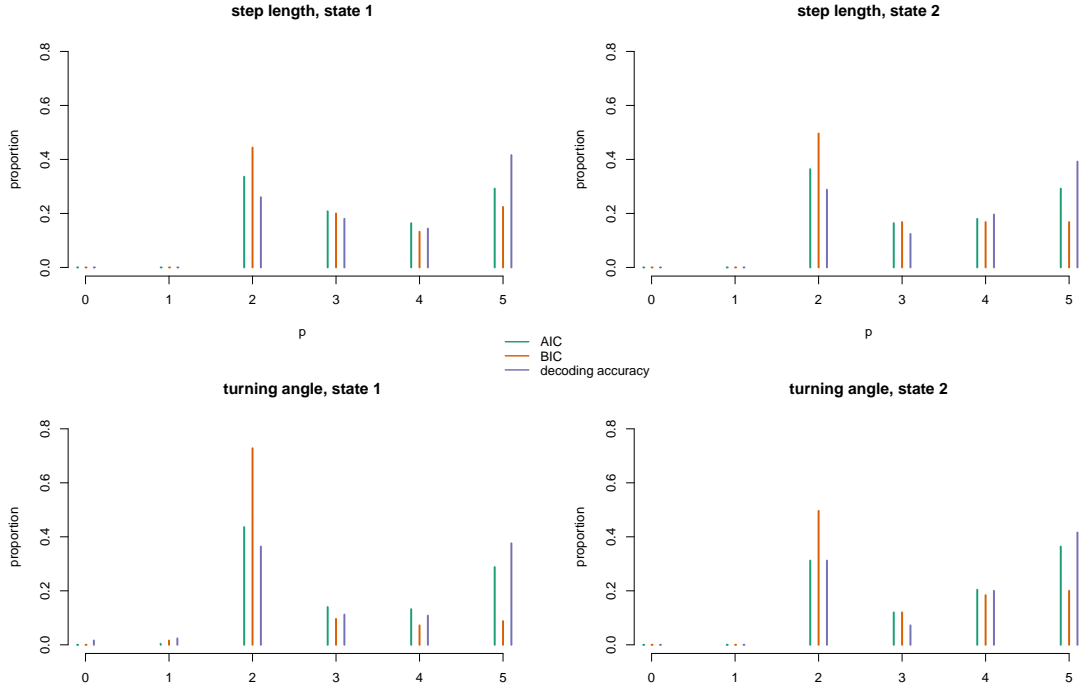 step length, state 1
proportion
0.0 0.2 0.4 0.6 0.8
0 1 2 3 4 5
p
step length, state 2
proportion
0.0 0.2 0.4 0.6 0.8
0 1 2 3 4 5
p
AIC
BIC
decoding accuracy
turning angle, state 1
proportion
0.0 0.2 0.4 0.6 0.8
0 1 2 3 4 5
turning angle, state 2
proportion
0.0 0.2 0.4 0.6 0.8
0 1 2 3 4 5